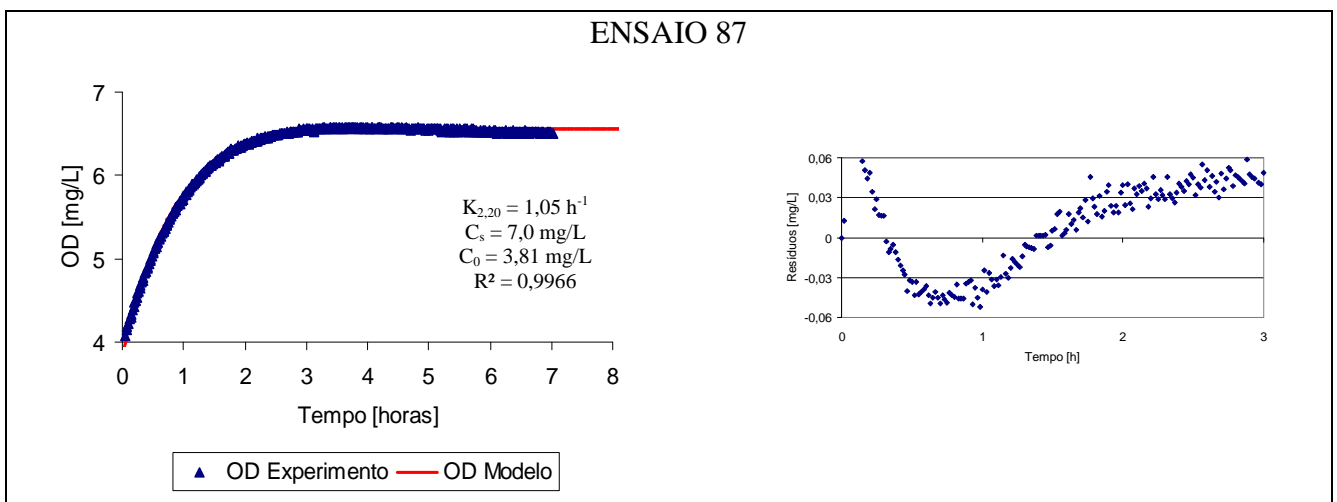 ENSAIO 87
7
6
5
4
OD [mg/L]
K2,20 = 1,05 h-1
Cs = 7,0 mg/L
C0 = 3,81 mg/L
R² = 0,9966
0 1 2 3 4 5 6 7 8
Tempo [horas]
OD Experimento OD Modelo
0,06
0,03
0
-0,03
-0,06
Resíduos [mg/L]
0 1 2 3
Tempo [h]